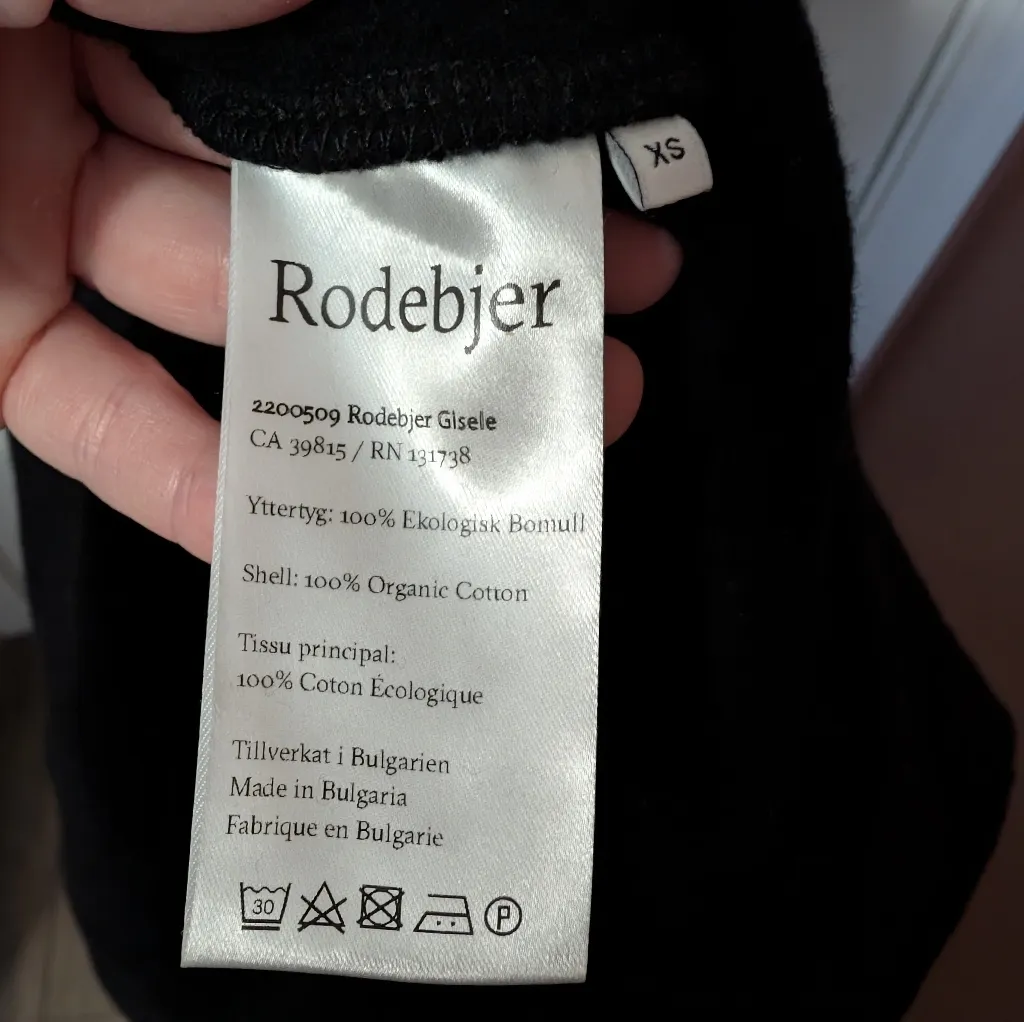 XS
Rodebjer
2200509 Rodebjer Gisele
CA 39815 / RN 131738
Yttertyg: 100% Ekologisk Bomull
Shell: 100% Organic Cotton
Tissu principal:
100% Coton Écologique
Tillverkat i Bulgarien
Made in Bulgaria
Fabrique en Bulgarie
30 P